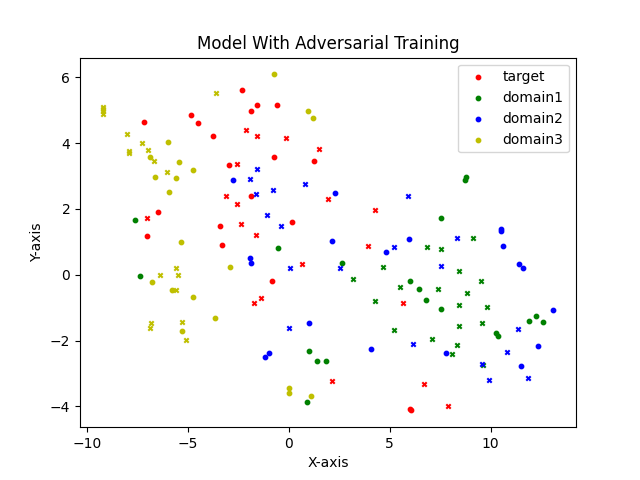 Model With Adversarial Training
target
domain1
domain2
domain3
Y-axis
6
4
2
0
−2
−4
−10
−5
0
5
10
X-axis